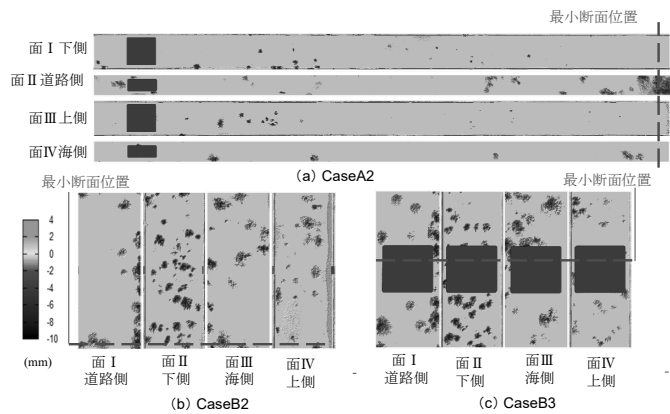 最小断面位置
面Ⅰ下側
面Ⅱ道路側
面Ⅲ上側
面Ⅳ海側
(a) CaseA2
最小断面位置
最小断面位置
4
2
0
-2
-4
-6
-8
-10
(mm)
面Ⅰ 面Ⅱ 面Ⅲ 面Ⅳ
道路側 下側 海側 上側
(b) CaseB2
面Ⅰ 面Ⅱ 面Ⅲ 面Ⅳ
道路側 下側 海側 上側
(c) CaseB3